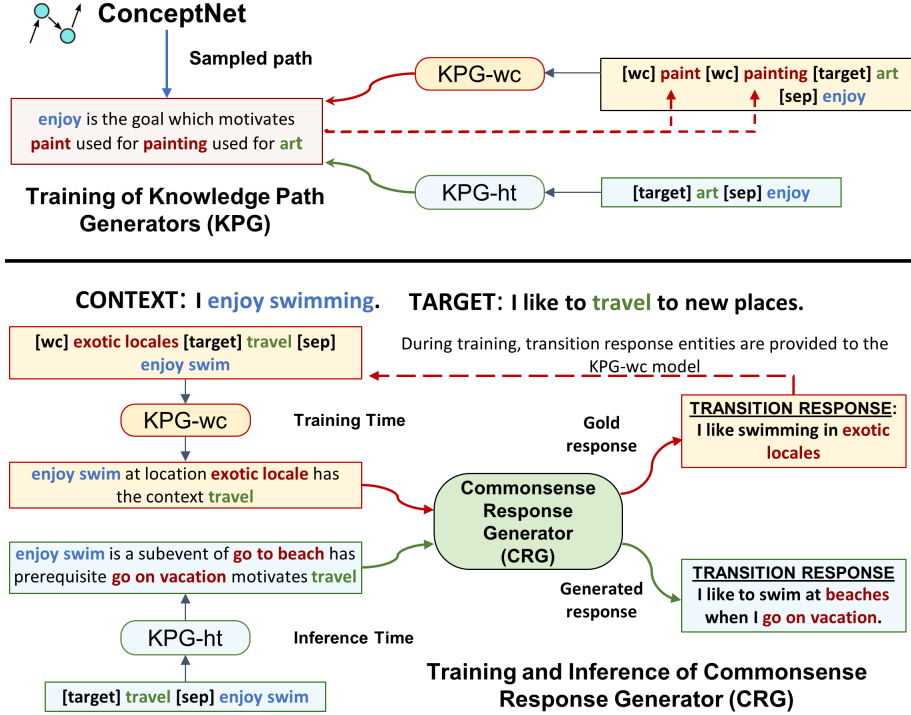 ConceptNet
Sampled path
KPG-wc
[wc] paint [wc] painting [target] art
[sep] enjoy
enjoy is the goal which motivates
paint used for painting used for art
KPG-ht
[target] art [sep] enjoy
Training of Knowledge Path
Generators (KPG)
CONTEXT: I enjoy swimming. TARGET: I like to travel to new places.
[wc] exotic locales [target] travel [sep]
enjoy swim
During training, transition response entities are provided to the
KPG-wc model
KPG-wc
Training Time
Gold
response
TRANSITION RESPONSE:
I like swimming in exotic
locales
enjoy swim at location exotic locale has
the context travel
Commonsense
Response
Generator
(CRG)
enjoy swim is a subevent of go to beach has
prerequisite go on vacation motivates travel
Generated
response
TRANSITION RESPONSE
I like to swim at beaches
when I go on vacation.
KPG-ht
Inference Time
[target] travel [sep] enjoy swim
Training and Inference of Commonsense
Response Generator (CRG)